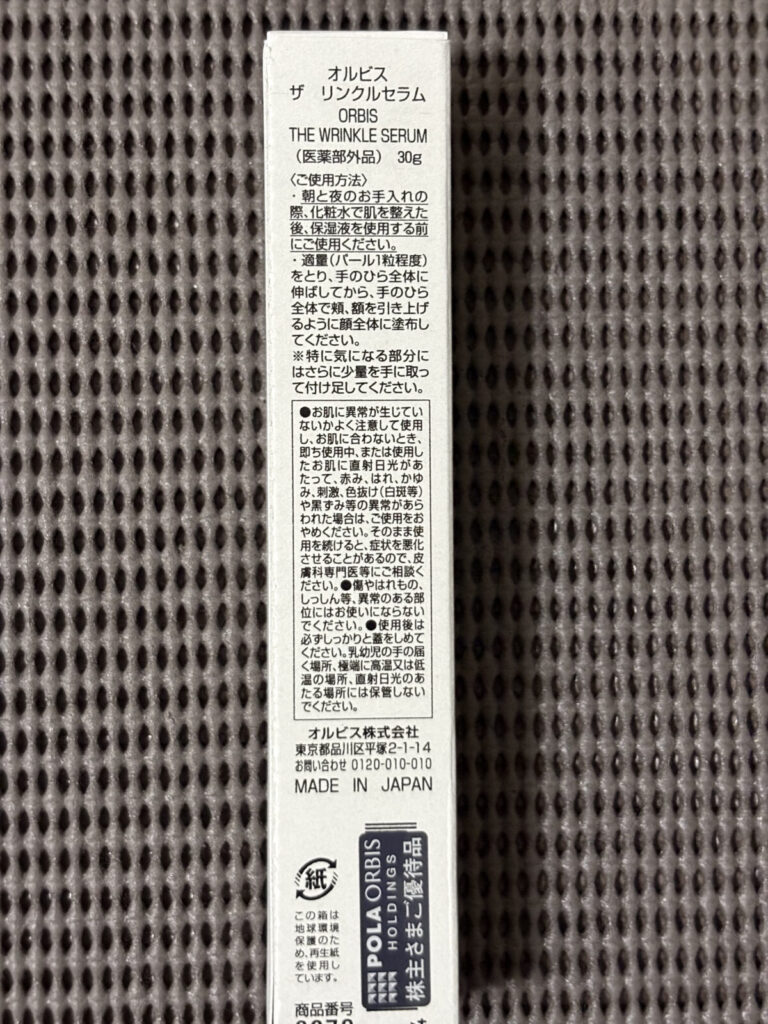 オルビス
ザ リンクルセラム
ORBIS
THE WRINKLE SERUM
(医薬部外品) 30g
〈ご使用方法〉
・朝と夜のお手入れの
際、化粧水で肌を整えた
後、保湿液を使用する前
にご使用ください。
・適量(パール1粒程度)
をとり、手のひら全体に
伸ばしてから、手のひら
全体で頬、額を引き上げ
るように顔全体に塗布し
てください。
※特に気になる部分に
はさらに少量を手に取っ
て付け足してください。
●お肌に異常が生じてい
ないかよく注意して使用
し、お肌に合わないとき、
即ち使用中、または使用し
たお肌に直射日光があ
たって、赤み、はれ、かゆ
み、刺激、色抜け(白斑等)
や黒ずみ等の異常があら
われた場合は、ご使用をお
やめください。そのまま使
用を続けると、症状を悪化
させることがあるので、皮
膚科専門医等にご相談く
ださい。●傷やはれもの、
しっしん等、異常のある部
位にはお使いにならない
でください。●使用後は
必ずしっかりと蓋をしめて
ください。乳幼児の手の届
く場所、極端に高温又は低
温の場所、直射日光のあ
たる場所には保管しない
でください。
オルビス株式会社
東京都品川区平塚2-1-14
お問い合わせ 0120-010-010
MADE IN JAPAN
紙
この箱は
地球環境
保護のた
め、再生紙
を使用し
ています。
POLA ORBIS
HOLDINGS
株主さまご優待品
商品番号